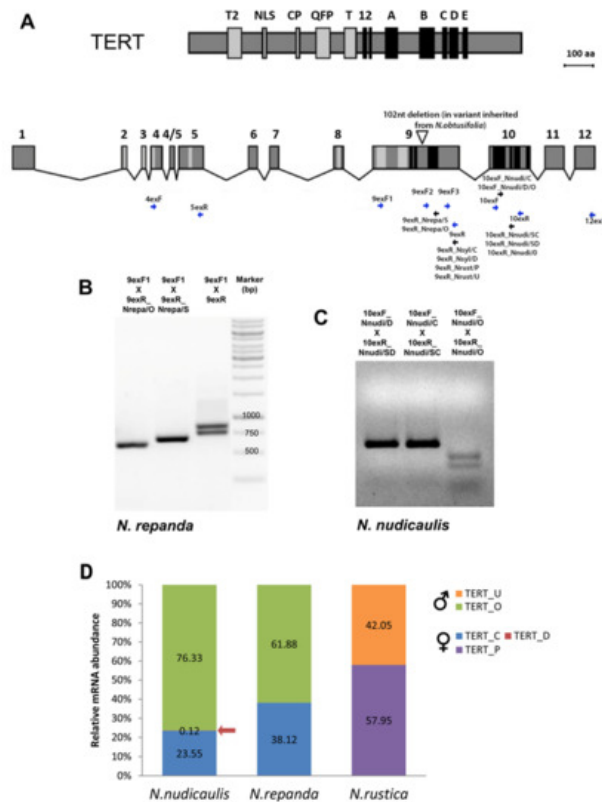 A
TERT
T2 NLS CP QFP T 12 A B C D E
100 aa
102nt deletion (in variant inherited
from N.obtusifolia)
1 2 3 4 4/5 5 6 7 8 9 10 11 12
4exF
5exR
9exF1
9exF2
9exF3
9exR_Nrepa/S
9exR_Nrepa/O
9exR
9exR_Nsyl/C
9exR_Nsyl/D
9exR_Nrust/P
9exR_Nrust/U
10exF_Nnudi/C
10exF_Nnudi/D/O
10exF
10exR
10exR_Nnudi/SC
10exR_Nnudi/SD
10exR_Nnudi/O
12ex
B
9exF1
X
9exR_
Nrepa/O
9exF1
X
9exR_
Nrepa/S
9exF1
X
9exR
Marker
(bp)
1000
750
500
N. repanda
C
10exF_
Nnudi/D
X
10exR_
Nnudi/SD
10exF_
Nnudi/C
X
10exR_
Nnudi/SC
10exF_
Nnudi/O
X
10exR_
Nnudi/O
N. nudicaulis
D
Relative mRNA abundance
100%
90%
80%
70%
60%
50%
40%
30%
20%
10%
0%
76.33
0.12
23.55
61.88
38.12
42.05
57.95
N.nudicaulis N.repanda N.rustica
♂ TERT_U
TERT_O
♀ TERT_C TERT_D
TERT_P